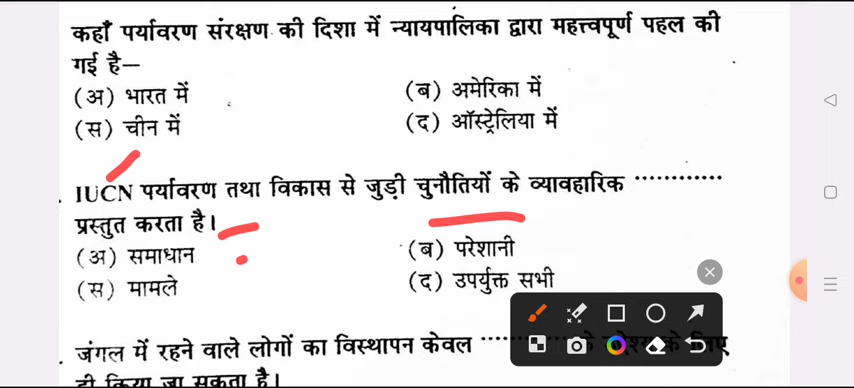 कहाँ पर्यावरण संरक्षण की दिशा में न्यायपालिका द्वारा महत्त्वपूर्ण पहल की
गई है—
(अ) भारत में (ब) अमेरिका में
(स) चीन में (द) ऑस्ट्रेलिया में
IUCN पर्यावरण तथा विकास से जुड़ी चुनौतियों के व्यावहारिक ............
प्रस्तुत करता है।
(अ) समाधान (ब) परेशानी
(स) मामले (द) उपर्युक्त सभी
जंगल में रहने वाले लोगों का विस्थापन केवल ........ के लिए
ही किया जा सकता है।